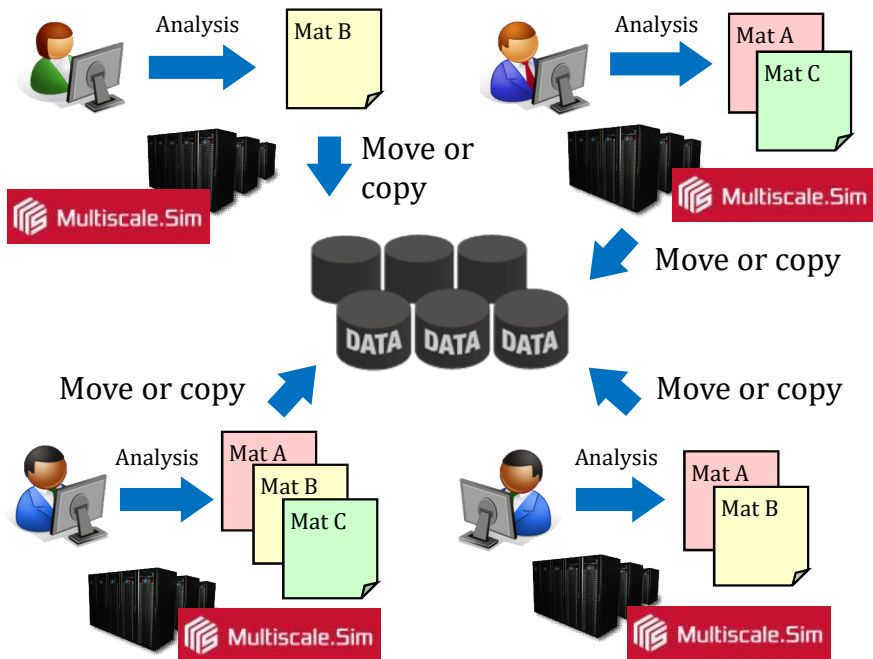 Analysis
Mat B
Analysis
Mat A
Mat C
Multiscale.Sim
Move or
copy
Multiscale.Sim
Move or copy
DATA DATA DATA
Move or copy
Move or copy
Analysis
Mat A
Mat B
Mat C
Multiscale.Sim
Analysis
Mat A
Mat B
Multiscale.Sim